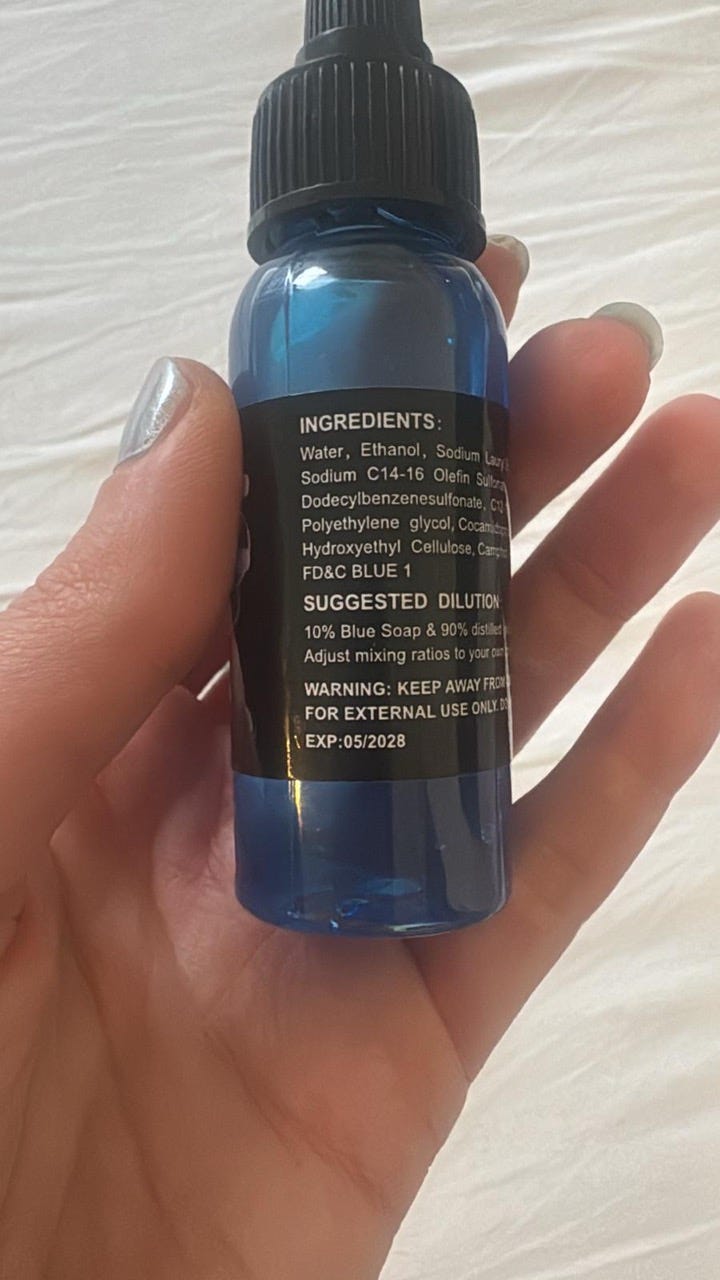 INGREDIENTS:
Water, Ethanol, Sodium
Sodium C14-16 Olefin
Dodecylbenzenesulfonate,
Polyethylene glycol,
Hydroxyethyl Cellulose,
FD&C BLUE 1
SUGGESTED DILUTION
10% Blue Soap & 90% distilled
Adjust mixing ratios to your own
WARNING: KEEP AWAY FROM
FOR EXTERNAL USE ONLY.
EXP:05/2028